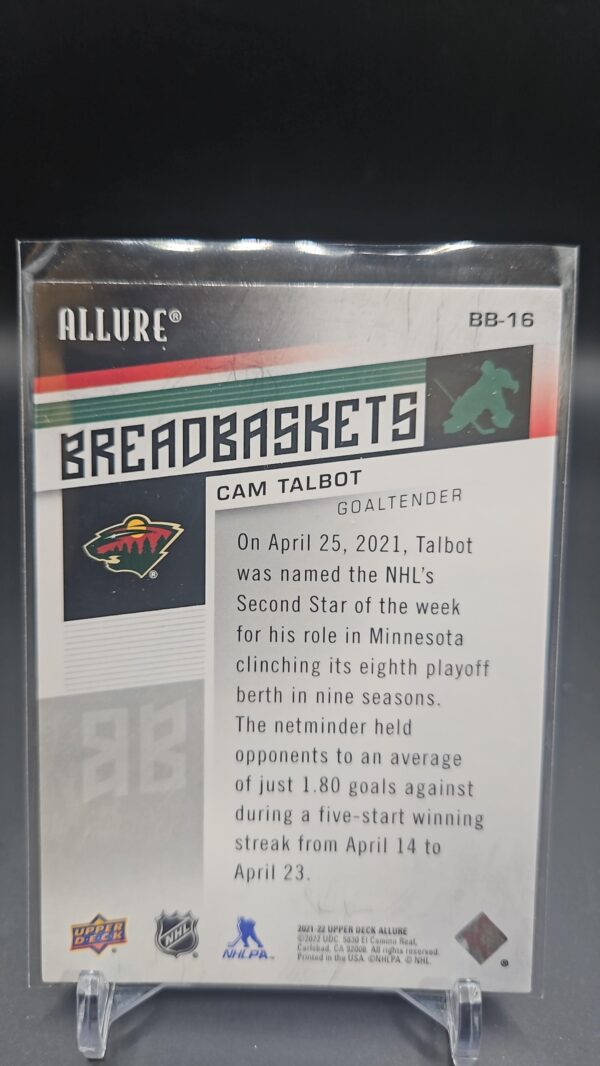 ALLURE®
BB-16
BREADBASKETS
CAM TALBOT
GOALTENDER
On April 25, 2021, Talbot
was named the NHL's
Second Star of the week
for his role in Minnesota
clinching its eighth playoff
berth in nine seasons.
The netminder held
opponents to an average
of just 1.80 goals against
during a five-start winning
streak from April 14 to
April 23.
BB
UPPER
DECK
NHL
NHLPA
2021-22 UPPER DECK ALLURE
©2022 UDC. 5830 El Camino Real,
Carlsbad, CA 92008. All rights reserved.
Printed in the USA. ©NHLPA. © NHL.